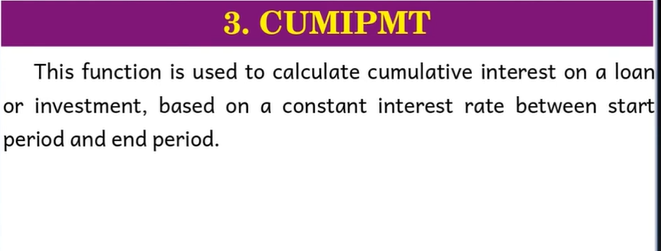 3. CUMIPMT
This function is used to calculate cumulative interest on a loan
or investment, based on a constant interest rate between start
period and end period.